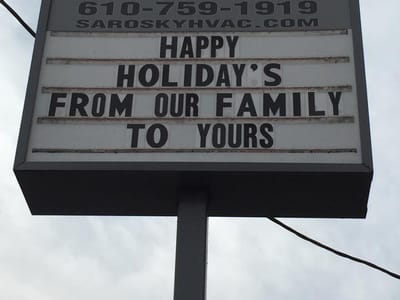 610-759-1919
SAROSKYHVAC.COM
HAPPY
HOLIDAY'S
FROM OUR FAMILY
TO YOURS